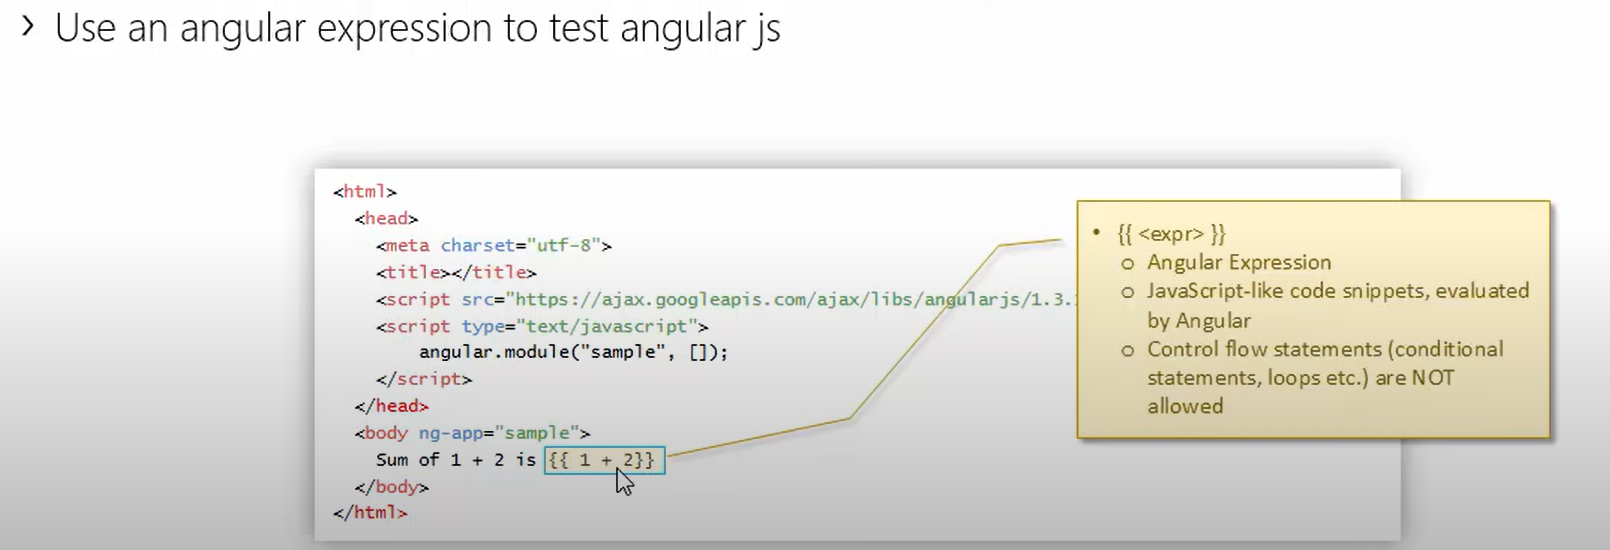 › Use an angular expression to test angular js
<html>
<head>
<meta charset="utf-8">
<title></title>
<script src="https://ajax.googleapis.com/ajax/libs/angularjs/1.3.
<script type="text/javascript">
angular.module("sample", []);
</script>
</head>
<body ng-app="sample">
Sum of 1 + 2 is {{ 1 + 2}}
</body>
</html>
• {{ <expr> }}
o Angular Expression
o JavaScript-like code snippets, evaluated
by Angular
o Control flow statements (conditional
statements, loops etc.) are NOT
allowed